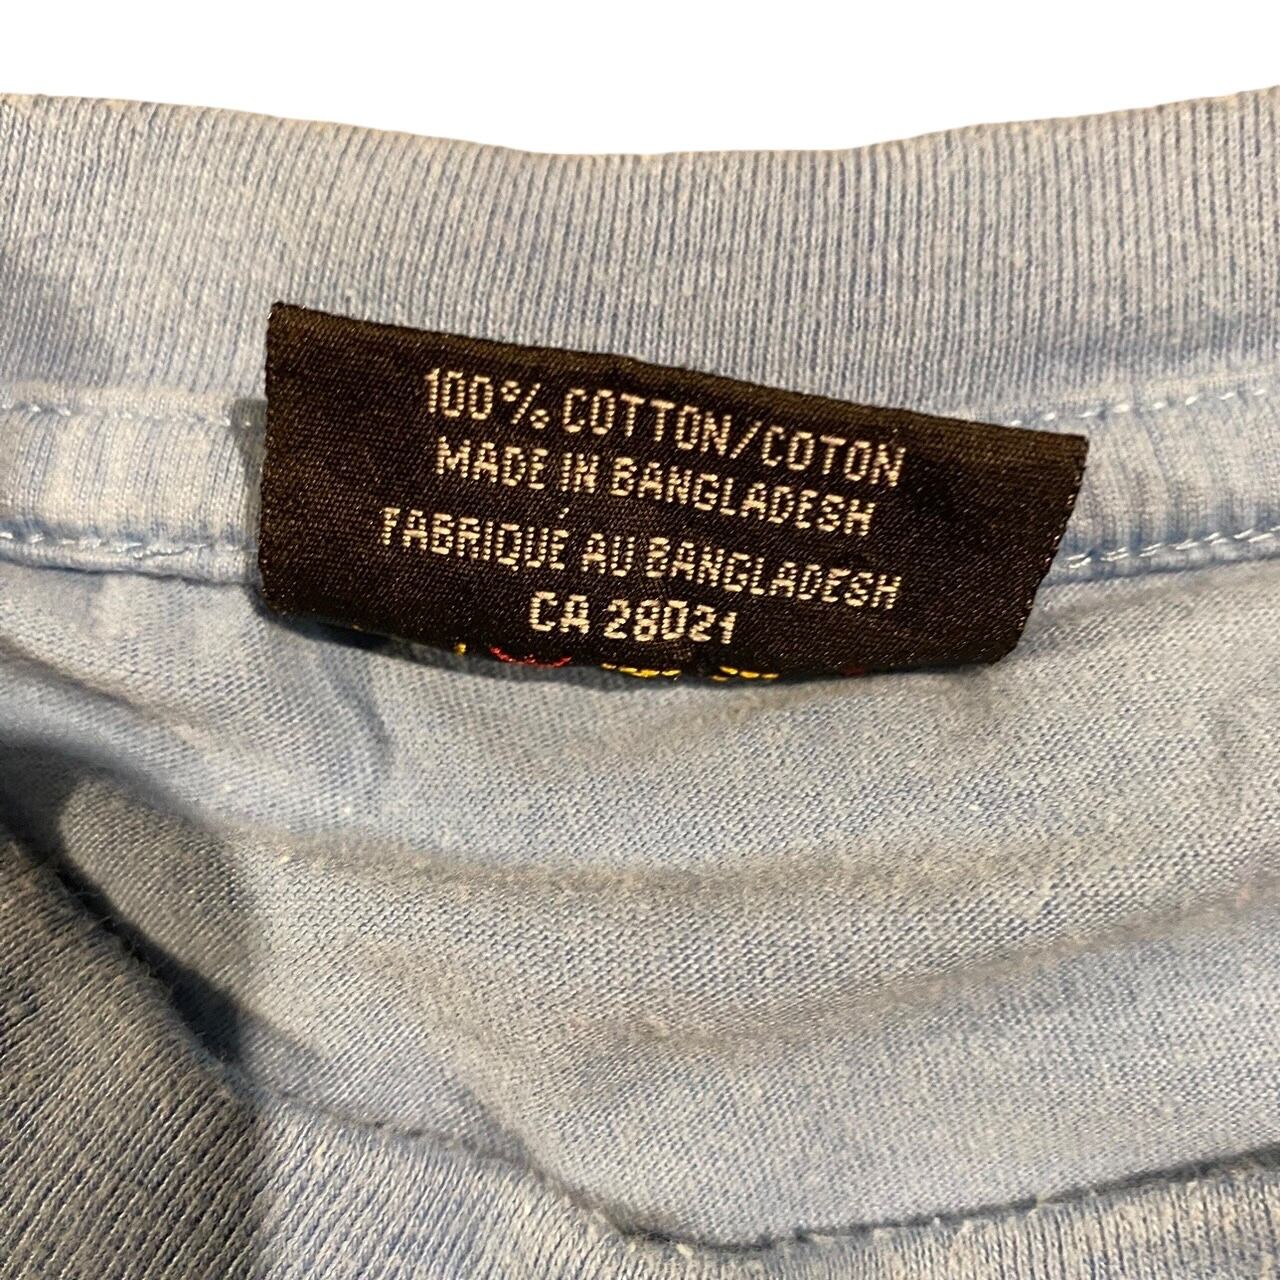 100% COTTON/COTON
MADE IN BANGLADESH
FABRIQUÉ AU BANGLADESH
CA 28021